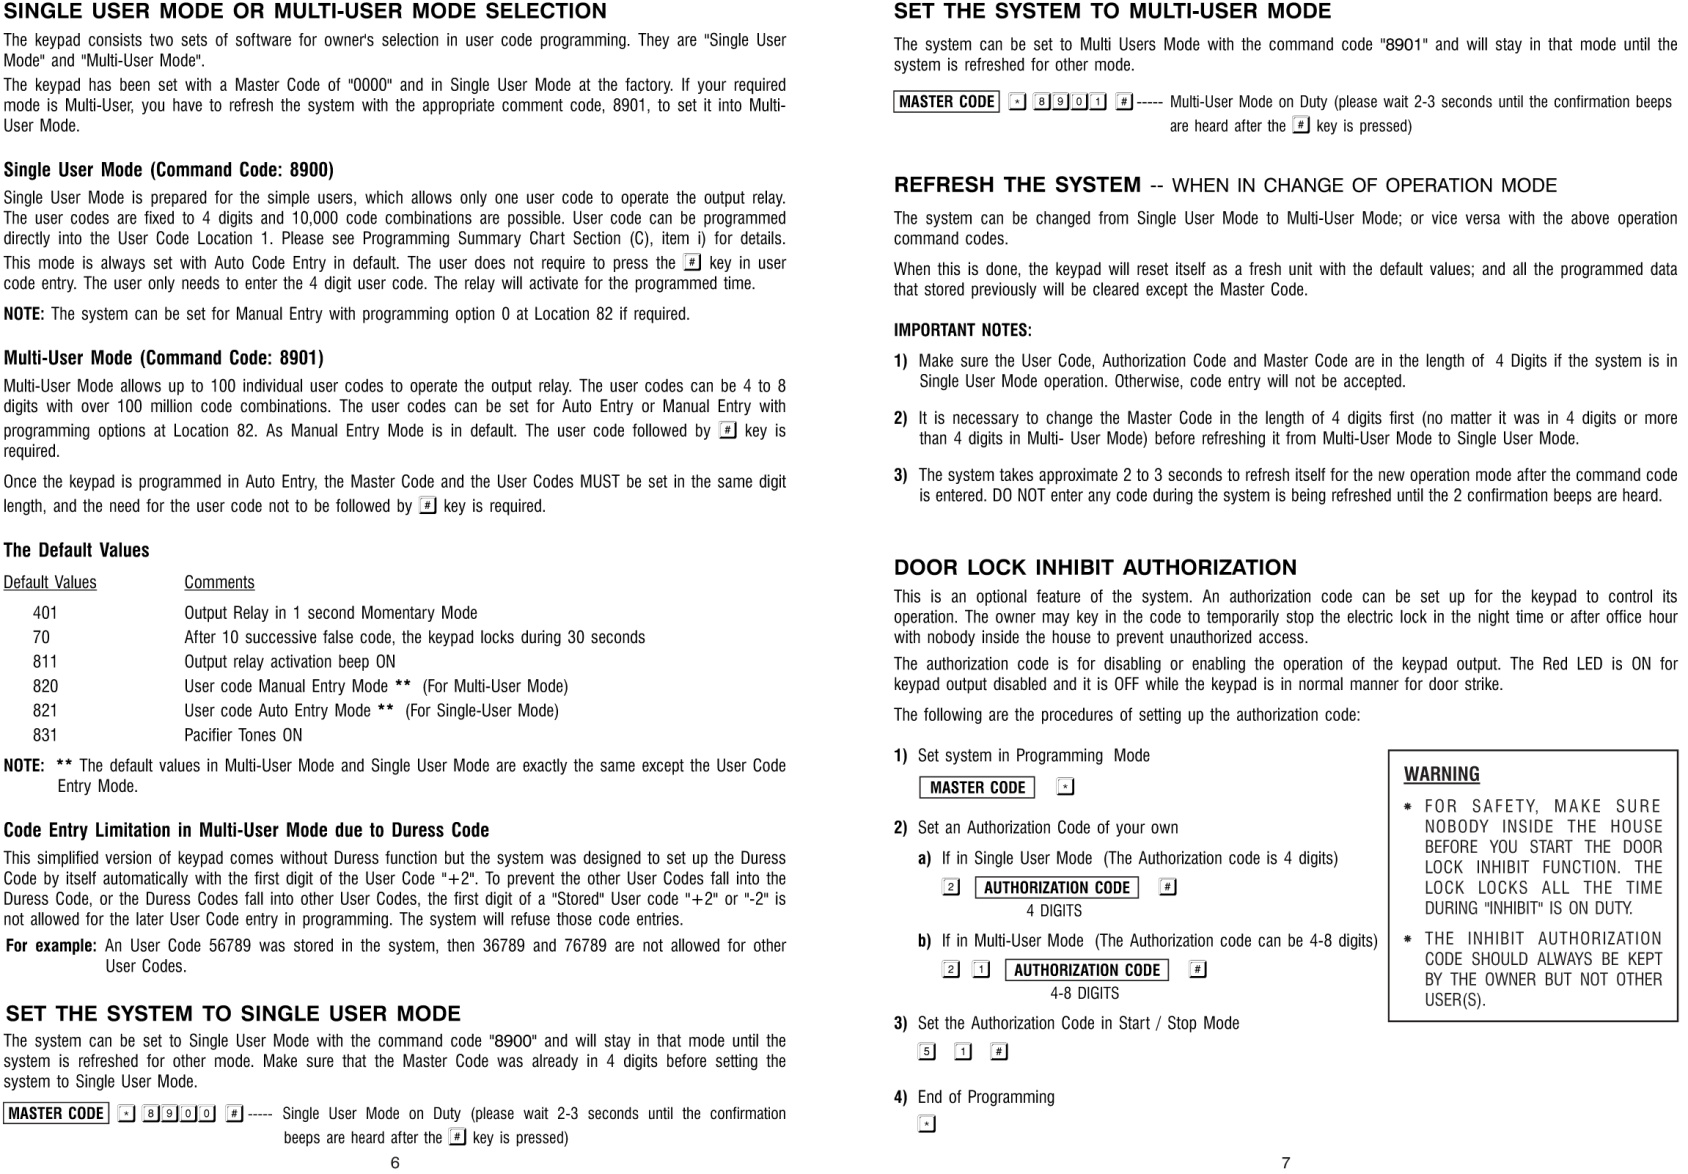 SINGLE USER MODE OR MULTI-USER MODE SELECTION
The keypad consists two sets of software for owner's selection in user code programming. They are "Single User
Mode" and "Multi-User Mode".
The keypad has been set with a Master Code of "0000" and in Single User Mode at the factory. If your required
mode is Multi-User, you have to refresh the system with the appropriate comment code, 8901, to set it into Multi-
User Mode.
Single User Mode (Command Code: 8900)
Single User Mode is prepared for the simple users, which allows only one user code to operate the output relay.
The user codes are fixed to 4 digits and 10,000 code combinations are possible. User code can be programmed
directly into the User Code Location 1. Please see Programming Summary Chart Section (C), item i) for details.
This mode is always set with Auto Code Entry in default. The user does not require to press the # key in user
code entry. The user only needs to enter the 4 digit user code. The relay will activate for the programmed time.
NOTE: The system can be set for Manual Entry with programming option 0 at Location 82 if required.
Multi-User Mode (Command Code: 8901)
Multi-User Mode allows up to 100 individual user codes to operate the output relay. The user codes can be 4 to 8
digits with over 100 million code combinations. The user codes can be set for Auto Entry or Manual Entry with
programming options at Location 82. As Manual Entry Mode is in default. The user code followed by # key is
required.
Once the keypad is programmed in Auto Entry, the Master Code and the User Codes MUST be set in the same digit
length, and the need for the user code not to be followed by # key is required.
The Default Values
Default Values Comments
401 Output Relay in 1 second Momentary Mode
70 After 10 successive false code, the keypad locks during 30 seconds
811 Output relay activation beep ON
820 User code Manual Entry Mode ** (For Multi-User Mode)
821 User code Auto Entry Mode ** (For Single-User Mode)
831 Pacifier Tones ON
NOTE: ** The default values in Multi-User Mode and Single User Mode are exactly the same except the User Code
Entry Mode.
Code Entry Limitation in Multi-User Mode due to Duress Code
This simplified version of keypad comes without Duress function but the system was designed to set up the Duress
Code by itself automatically with the first digit of the User Code "+2". To prevent the other User Codes fall into the
Duress Code, or the Duress Codes fall into other User Codes, the first digit of a "Stored" User code "+2" or "-2" is
not allowed for the later User Code entry in programming. The system will refuse those code entries.
For example: An User Code 56789 was stored in the system, then 36789 and 76789 are not allowed for other
User Codes.
SET THE SYSTEM TO SINGLE USER MODE
The system can be set to Single User Mode with the command code "8900" and will stay in that mode until the
system is refreshed for other mode. Make sure that the Master Code was already in 4 digits before setting the
system to Single User Mode.
MASTER CODE * 8 9 0 0 # ----- Single User Mode on Duty (please wait 2-3 seconds until the confirmation
beeps are heard after the # key is pressed)
6
SET THE SYSTEM TO MULTI-USER MODE
The system can be set to Multi Users Mode with the command code "8901" and will stay in that mode until the
system is refreshed for other mode.
MASTER CODE * 8 9 0 1 # ----- Multi-User Mode on Duty (please wait 2-3 seconds until the confirmation beeps
are heard after the # key is pressed)
REFRESH THE SYSTEM -- WHEN IN CHANGE OF OPERATION MODE
The system can be changed from Single User Mode to Multi-User Mode; or vice versa with the above operation
command codes.
When this is done, the keypad will reset itself as a fresh unit with the default values; and all the programmed data
that stored previously will be cleared except the Master Code.
IMPORTANT NOTES:
1) Make sure the User Code, Authorization Code and Master Code are in the length of 4 Digits if the system is in
Single User Mode operation. Otherwise, code entry will not be accepted.
2) It is necessary to change the Master Code in the length of 4 digits first (no matter it was in 4 digits or more
than 4 digits in Multi- User Mode) before refreshing it from Multi-User Mode to Single User Mode.
3) The system takes approximate 2 to 3 seconds to refresh itself for the new operation mode after the command code
is entered. DO NOT enter any code during the system is being refreshed until the 2 confirmation beeps are heard.
DOOR LOCK INHIBIT AUTHORIZATION
This is an optional feature of the system. An authorization code can be set up for the keypad to control its
operation. The owner may key in the code to temporarily stop the electric lock in the night time or after office hour
with nobody inside the house to prevent unauthorized access.
The authorization code is for disabling or enabling the operation of the keypad output. The Red LED is ON for
keypad output disabled and it is OFF while the keypad is in normal manner for door strike.
The following are the procedures of setting up the authorization code:
1) Set system in Programming Mode
MASTER CODE *
2) Set an Authorization Code of your own
a) If in Single User Mode (The Authorization code is 4 digits)
2 AUTHORIZATION CODE #
4 DIGITS
b) If in Multi-User Mode (The Authorization code can be 4-8 digits)
2 1 AUTHORIZATION CODE #
4-8 DIGITS
3) Set the Authorization Code in Start / Stop Mode
5 1 #
4) End of Programming
*
WARNING
* FOR SAFETY, MAKE SURE
NOBODY INSIDE THE HOUSE
BEFORE YOU START THE DOOR
LOCK INHIBIT FUNCTION. THE
LOCK LOCKS ALL THE TIME
DURING "INHIBIT" IS ON DUTY.
* THE INHIBIT AUTHORIZATION
CODE SHOULD ALWAYS BE KEPT
BY THE OWNER BUT NOT OTHER
USER(S).
7